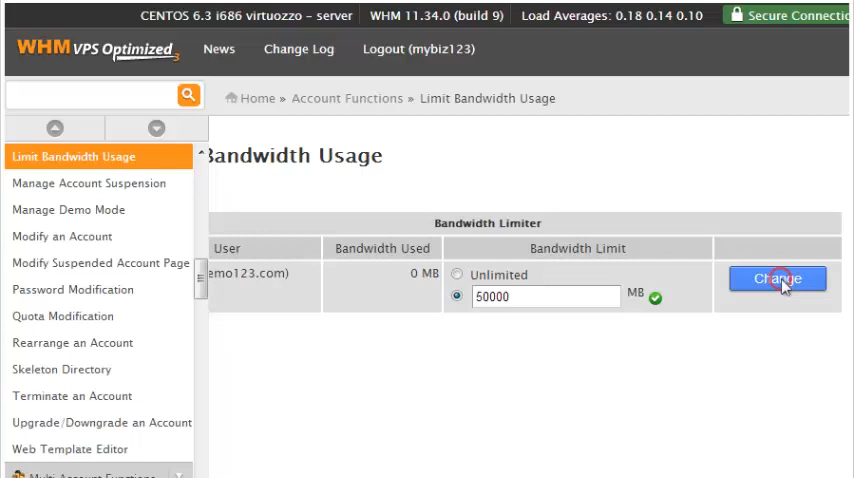 CENTOS 6.3 i686 virtuozzo – server WHM 11.34.0 (build 9) Load Averages: 0.18 0.14 0.10 Secure Connectio
WHM VPS Optimized 3 News Change Log Logout (mybiz123)
Home » Account Functions » Limit Bandwidth Usage
Limit Bandwidth Usage
Manage Account Suspension
Manage Demo Mode
Modify an Account
Modify Suspended Account Page
Password Modification
Quota Modification
Rearrange an Account
Skeleton Directory
Terminate an Account
Upgrade/Downgrade an Account
Web Template Editor
Multi Account Functions
Bandwidth Usage
Bandwidth Limiter
User Bandwidth Used Bandwidth Limit
emo123.com) 0 MB Unlimited
50000 MB
Change